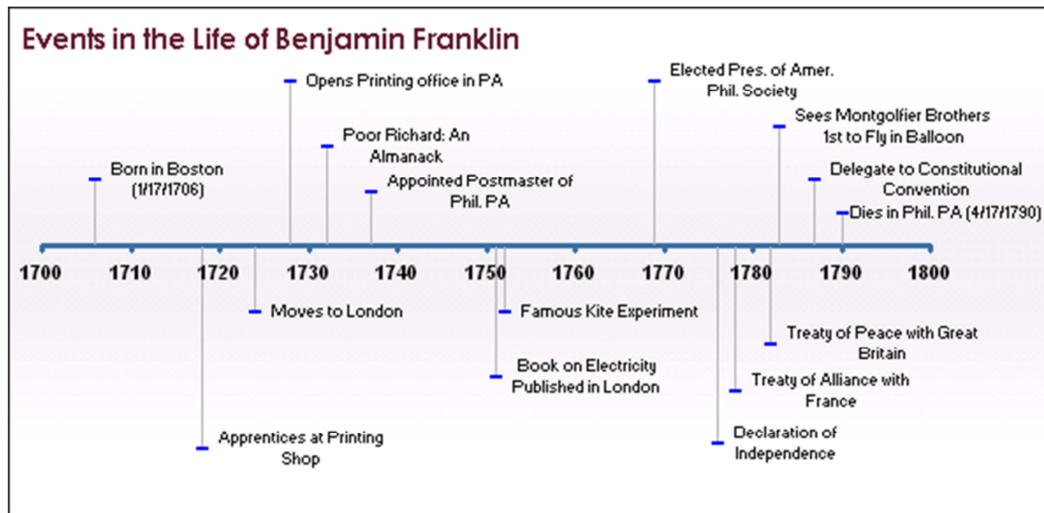 Events in the Life of Benjamin Franklin
Opens Printing office in PA
Elected Pres. of Amer.
Phil. Society
Sees Montgolfier Brothers
1st to Fly in Balloon
Poor Richard: An
Almanack
Born in Boston
(1/17/1706)
Appointed Postmaster of
Phil. PA
Delegate to Constitutional
Convention
Dies in Phil. PA (4/17/1790)
1700 1710 1720 1730 1740 1750 1760 1770 1780 1790 1800
Moves to London
Famous Kite Experiment
Treaty of Peace with Great
Britain
Book on Electricity
Published in London
Treaty of Alliance with
France
Apprentices at Printing
Shop
Declaration of
Independence